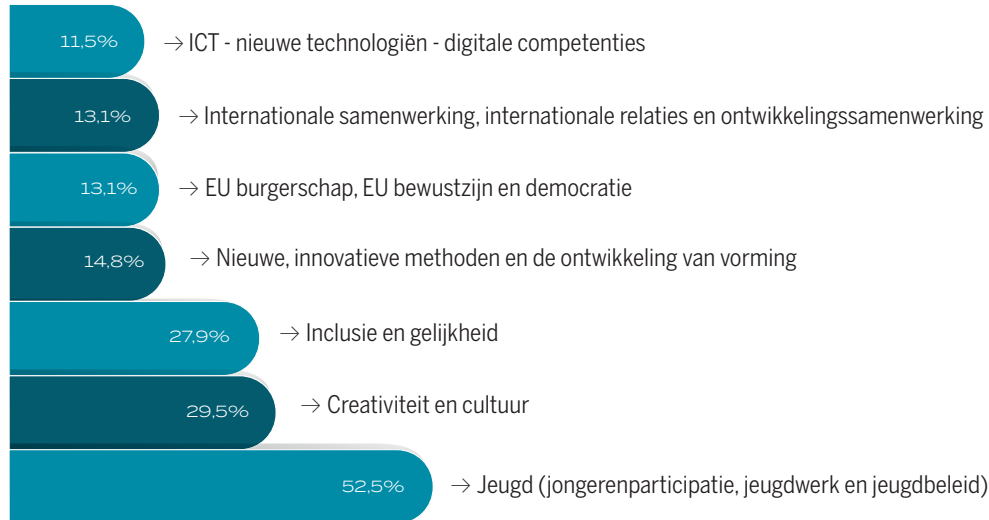 11,5% → ICT - nieuwe technologiën - digitale competenties
13,1% → Internationale samenwerking, internationale relaties en ontwikkelingssamenwerking
13,1% → EU burgerschap, EU bewustzijn en democratie
14,8% → Nieuwe, innovatieve methoden en de ontwikkeling van vorming
27,9% → Inclusie en gelijkheid
29,5% → Creativiteit en cultuur
52,5% → Jeugd (jongerenparticipatie, jeugdwerk en jeugdbeleid)